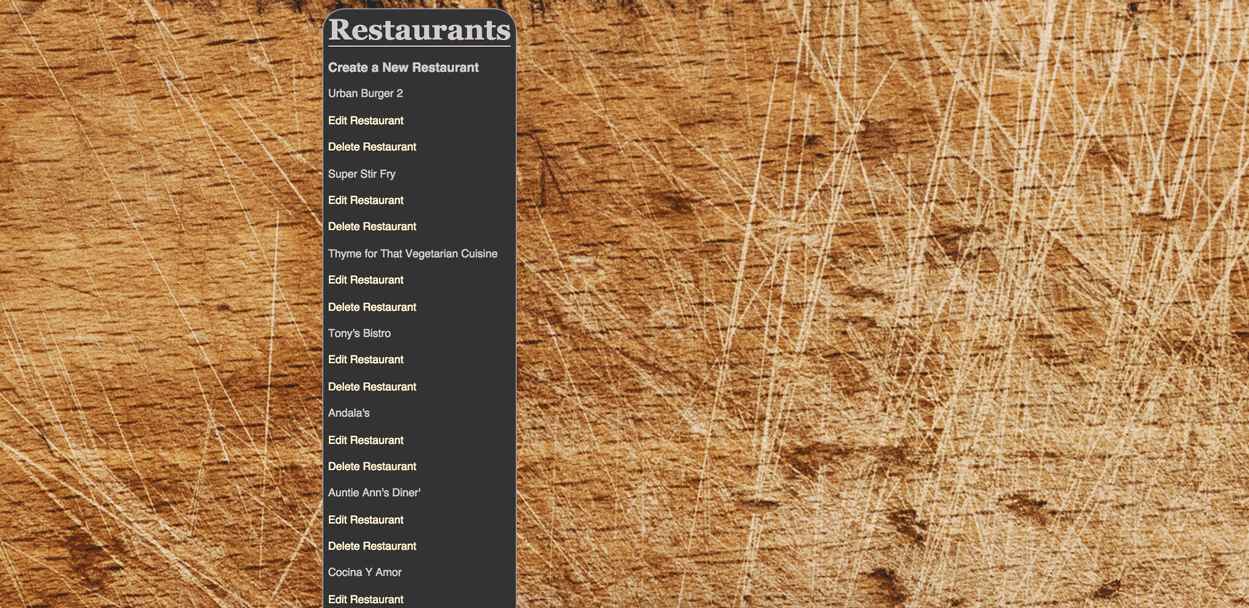 Restaurants
Create a New Restaurant
Urban Burger 2
Edit Restaurant
Delete Restaurant
Super Stir Fry
Edit Restaurant
Delete Restaurant
Thyme for That Vegetarian Cuisine
Edit Restaurant
Delete Restaurant
Tony's Bistro
Edit Restaurant
Delete Restaurant
Andala's
Edit Restaurant
Delete Restaurant
Auntie Ann's Diner'
Edit Restaurant
Delete Restaurant
Cocina Y Amor
Edit Restaurant